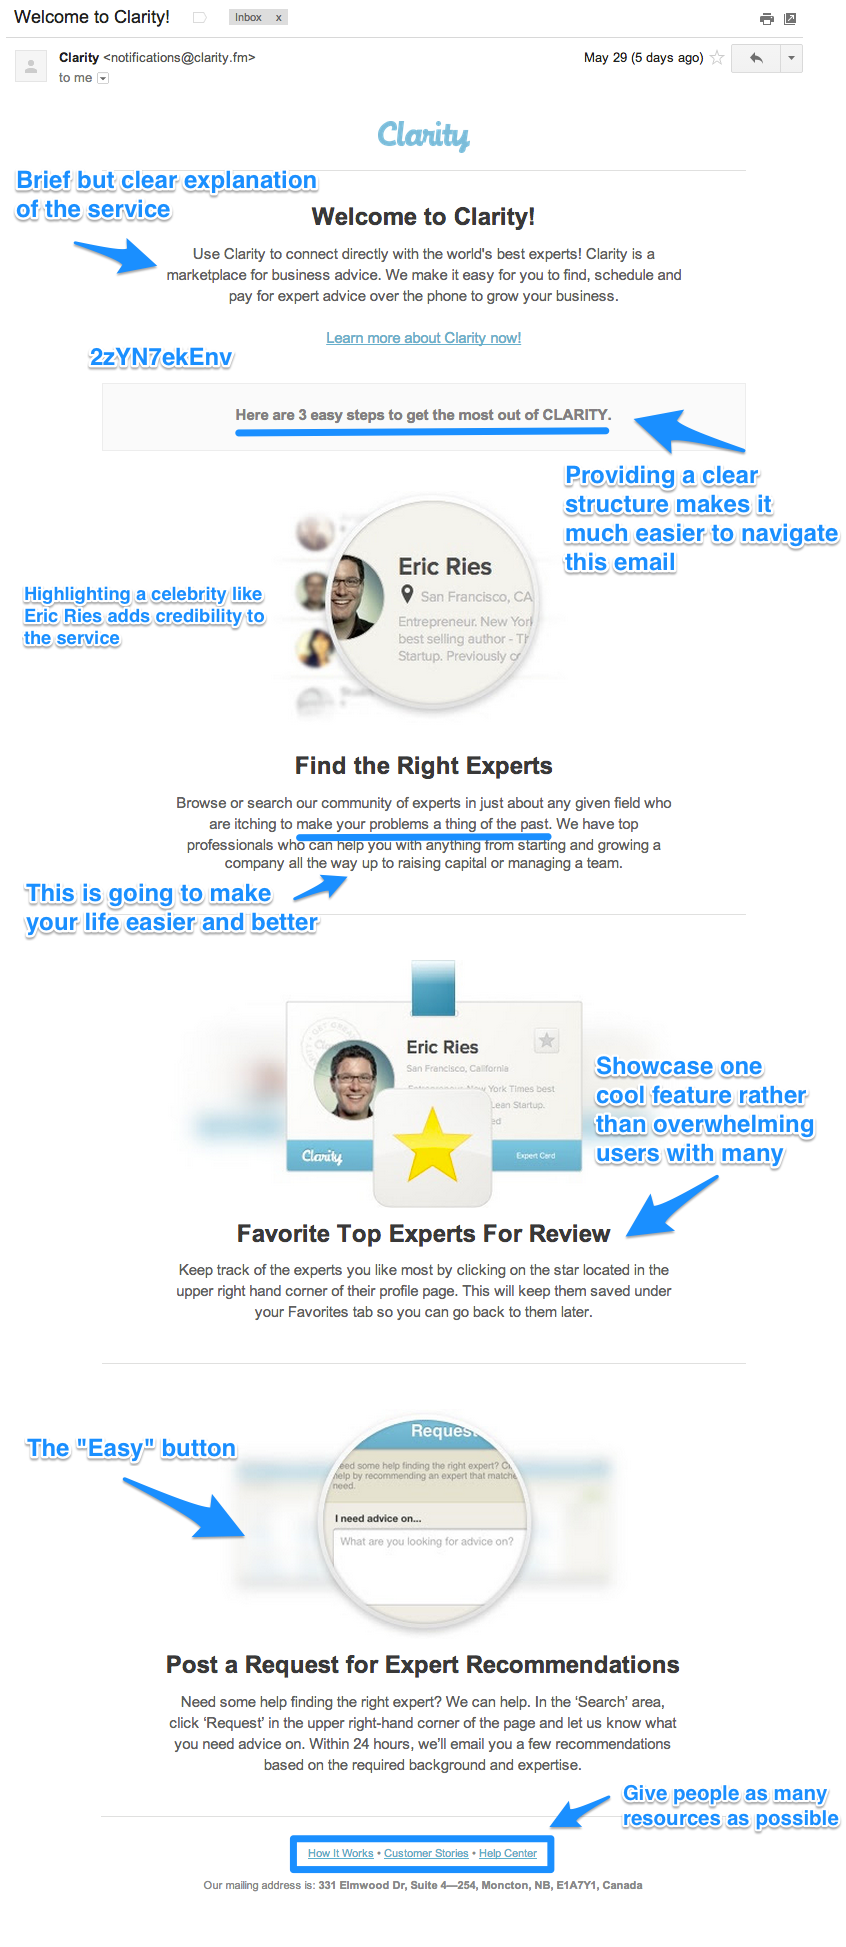 Welcome to Clarity!
Inbox x
Clarity <notifications@clarity.fm>
May 29 (5 days ago)
to me
Clarity
Brief but clear explanation
of the service
Welcome to Clarity!
Use Clarity to connect directly with the world's best experts! Clarity is a
marketplace for business advice. We make it easy for you to find, schedule and
pay for expert advice over the phone to grow your business.
Learn more about Clarity now!
2zYN7ekEnv
Here are 3 easy steps to get the most out of CLARITY.
Providing a clear
structure makes it
much easier to navigate
this email
Eric Ries
San Francisco, CA
Entrepreneur. New York
best selling author - Th
Startup. Previously co
Highlighting a celebrity like
Eric Ries adds credibility to
the service
Find the Right Experts
Browse or search our community of experts in just about any given field who
are itching to make your problems a thing of the past. We have top
professionals who can help you with anything from starting and growing a
company all the way up to raising capital or managing a team.
This is going to make
your life easier and better
Eric Ries
San Francisco, California
Entrepreneur. New York Times best
Lean Startup.
Clarity
Expert Card
Showcase one
cool feature rather
than overwhelming
users with many
Favorite Top Experts For Review
Keep track of the experts you like most by clicking on the star located in the
upper right hand corner of their profile page. This will keep them saved under
your Favorites tab so you can go back to them later.
The "Easy" button
Request
need some help finding the right expert?
help by recommending an expert that matche
need.
I need advice on...
What are you looking for advice on?
Post a Request for Expert Recommendations
Need some help finding the right expert? We can help. In the ‘Search’ area,
click ‘Request’ in the upper right-hand corner of the page and let us know what
you need advice on. Within 24 hours, we’ll email you a few recommendations
based on the required background and expertise.
Give people as many
resources as possible
How It Works • Customer Stories • Help Center
Our mailing address is: 331 Elmwood Dr, Suite 4—254, Moncton, NB, E1A7Y1, Canada